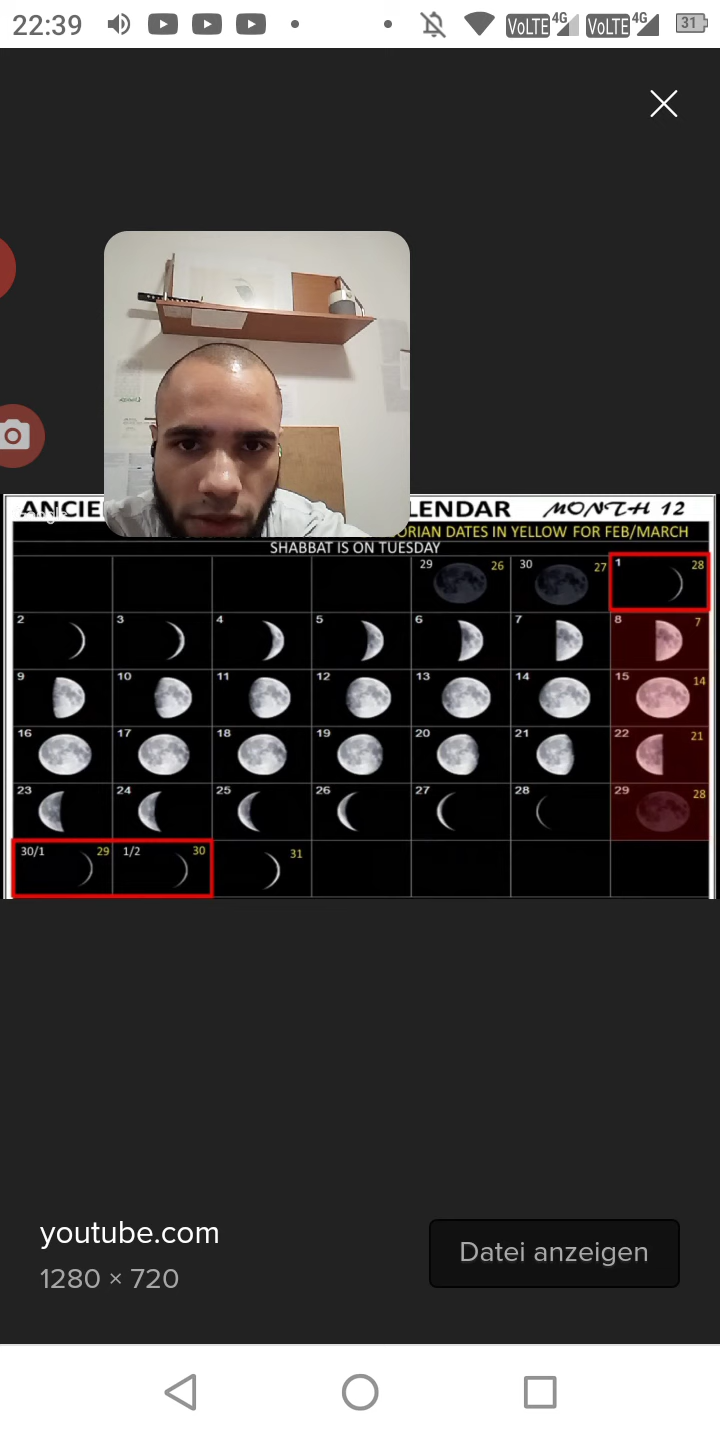 22:39 VoLTE 4G VoLTE 4G 31
LENDAR MONTH 12
DATES IN YELLOW FOR FEB/MARCH
SHABBAT IS ON TUESDAY
29 26 30 27 1 28
2 3 4 5 6 7 8 7
9 10 11 12 13 14 15 14
16 17 18 19 20 21 22 21
23 24 25 26 27 28 29 28
30/1 29 1/2 30 31
youtube.com
1280 × 720
Datei anzeigen